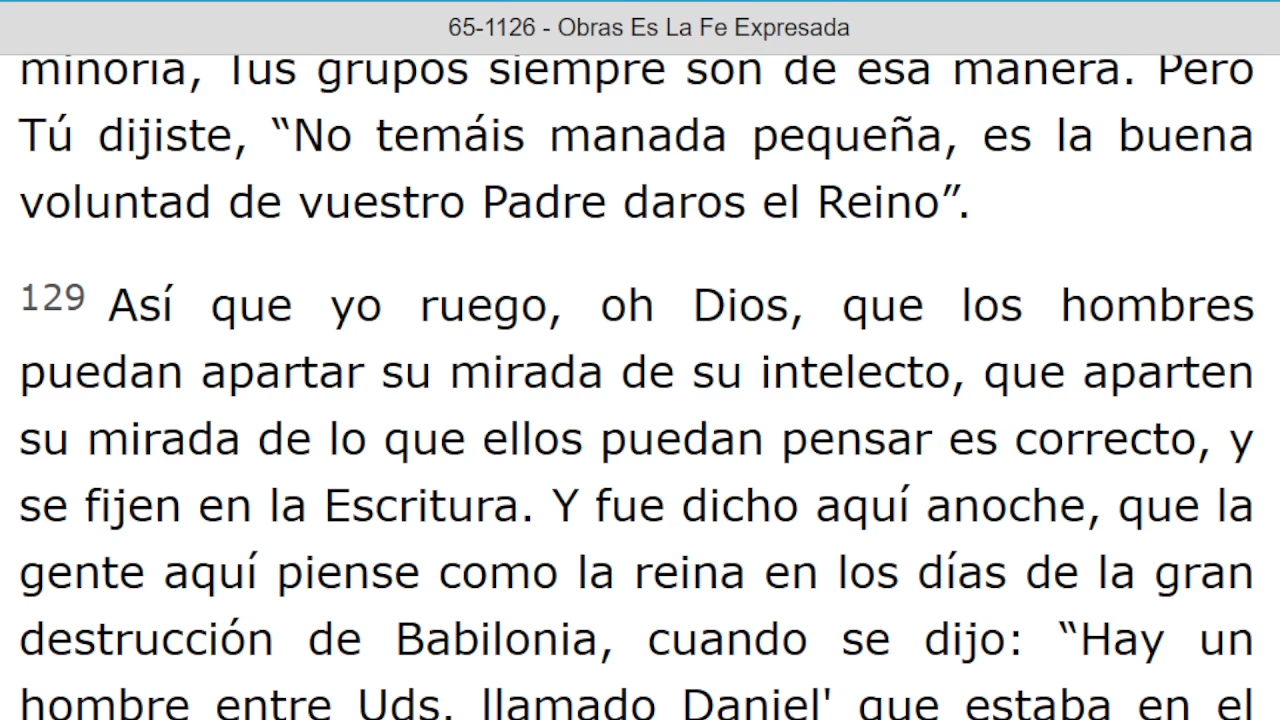 65-1126 - Obras Es La Fe Expresada
minoría, Tus grupos siempre son de esa manera. Pero
Tú dijiste, “No temáis manada pequeña, es la buena
voluntad de vuestro Padre daros el Reino”.
129 Así que yo ruego, oh Dios, que los hombres
puedan apartar su mirada de su intelecto, que aparten
su mirada de lo que ellos puedan pensar es correcto, y
se fijen en la Escritura. Y fue dicho aquí anoche, que la
gente aquí piense como la reina en los días de la gran
destrucción de Babilonia, cuando se dijo: “Hay un
hombre entre Uds. llamado Daniel' que estaba en el